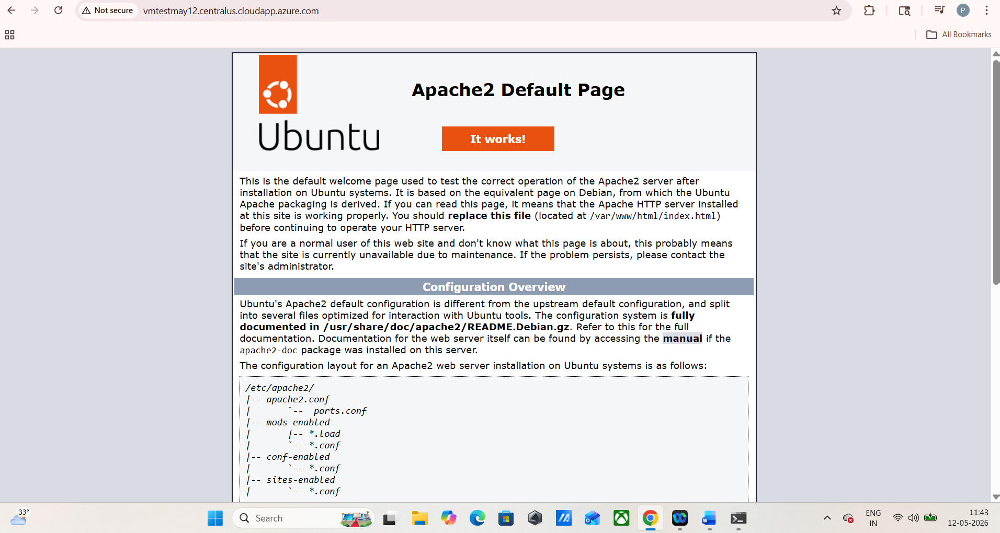 Not secure
vmtestmay12.centralus.cloudapp.azure.com
P
All Bookmarks
Ubuntu
Apache2 Default Page
It works!
This is the default welcome page used to test the correct operation of the Apache2 server after
installation on Ubuntu systems. It is based on the equivalent page on Debian, from which the Ubuntu
Apache packaging is derived. If you can read this page, it means that the Apache HTTP server installed
at this site is working properly. You should replace this file (located at /var/www/html/index.html)
before continuing to operate your HTTP server.
If you are a normal user of this web site and don't know what this page is about, this probably means
that the site is currently unavailable due to maintenance. If the problem persists, please contact the
site's administrator.
Configuration Overview
Ubuntu's Apache2 default configuration is different from the upstream default configuration, and split
into several files optimized for interaction with Ubuntu tools. The configuration system is fully
documented in /usr/share/doc/apache2/README.Debian.gz. Refer to this for the full
documentation. Documentation for the web server itself can be found by accessing the manual if the
apache2-doc package was installed on this server.
The configuration layout for an Apache2 web server installation on Ubuntu systems is as follows:
/etc/apache2/
|-- apache2.conf
|       `--  ports.conf
|-- mods-enabled
|       |-- *.load
|       `-- *.conf
|-- conf-enabled
|       `-- *.conf
|-- sites-enabled
|       `-- *.conf
33°
Search
ENG
IN
11:43
12-05-2026